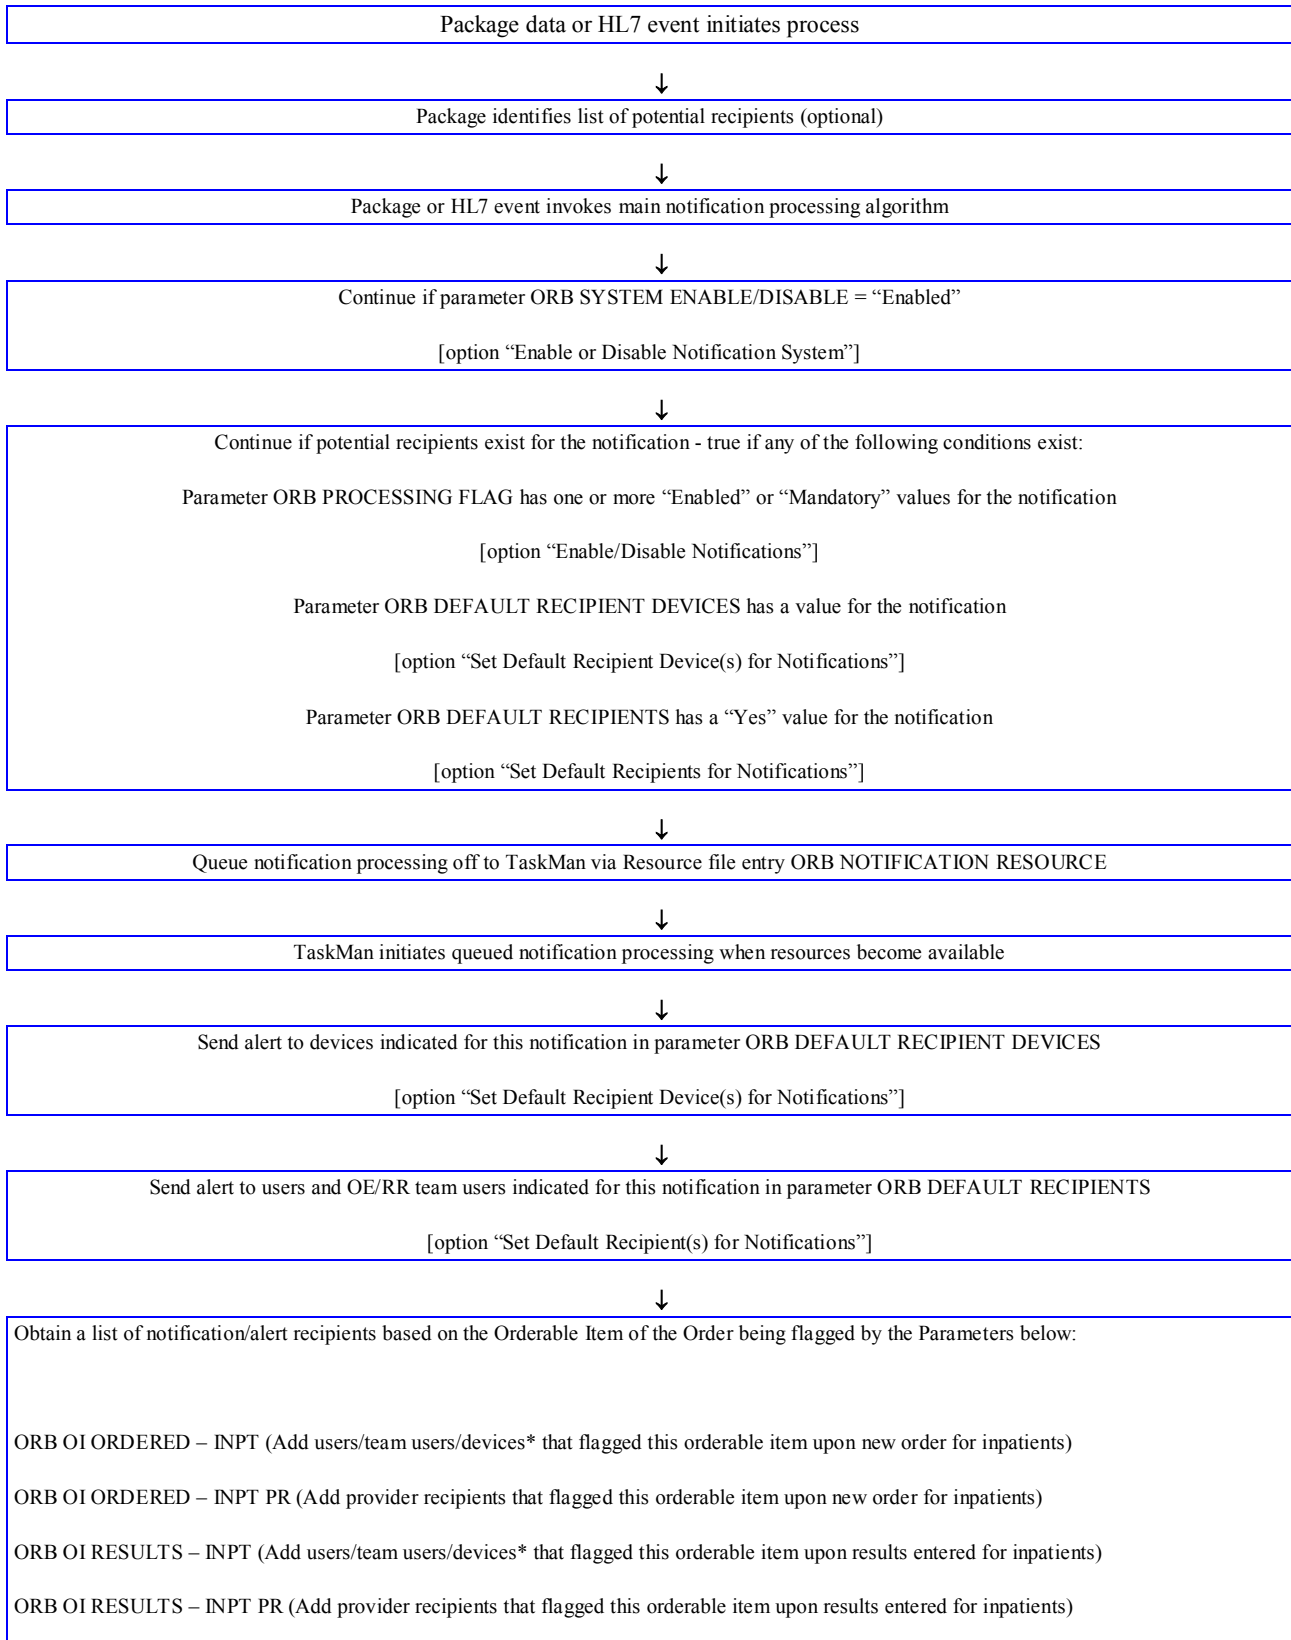 Package data or HL7 event initiates process
↓
Package identifies list of potential recipients (optional)
↓
Package or HL7 event invokes main notification processing algorithm
↓
Continue if parameter ORB SYSTEM ENABLE/DISABLE = “Enabled”
[option “Enable or Disable Notification System”]
↓
Continue if potential recipients exist for the notification - true if any of the following conditions exist:
Parameter ORB PROCESSING FLAG has one or more “Enabled” or “Mandatory” values for the notification
[option “Enable/Disable Notifications”]
Parameter ORB DEFAULT RECIPIENT DEVICES has a value for the notification
[option “Set Default Recipient Device(s) for Notifications”]
Parameter ORB DEFAULT RECIPIENTS has a “Yes” value for the notification
[option “Set Default Recipients for Notifications”]
↓
Queue notification processing off to TaskMan via Resource file entry ORB NOTIFICATION RESOURCE
↓
TaskMan initiates queued notification processing when resources become available
↓
Send alert to devices indicated for this notification in parameter ORB DEFAULT RECIPIENT DEVICES
[option “Set Default Recipient Device(s) for Notifications”]
↓
Send alert to users and OE/RR team users indicated for this notification in parameter ORB DEFAULT RECIPIENTS
[option “Set Default Recipient(s) for Notifications”]
↓
Obtain a list of notification/alert recipients based on the Orderable Item of the Order being flagged by the Parameters below:
ORB OI ORDERED – INPT (Add users/team users/devices* that flagged this orderable item upon new order for inpatients)
ORB OI ORDERED – INPT PR (Add provider recipients that flagged this orderable item upon new order for inpatients)
ORB OI RESULTS – INPT (Add users/team users/devices* that flagged this orderable item upon results entered for inpatients)
ORB OI RESULTS – INPT PR (Add provider recipients that flagged this orderable item upon results entered for inpatients)